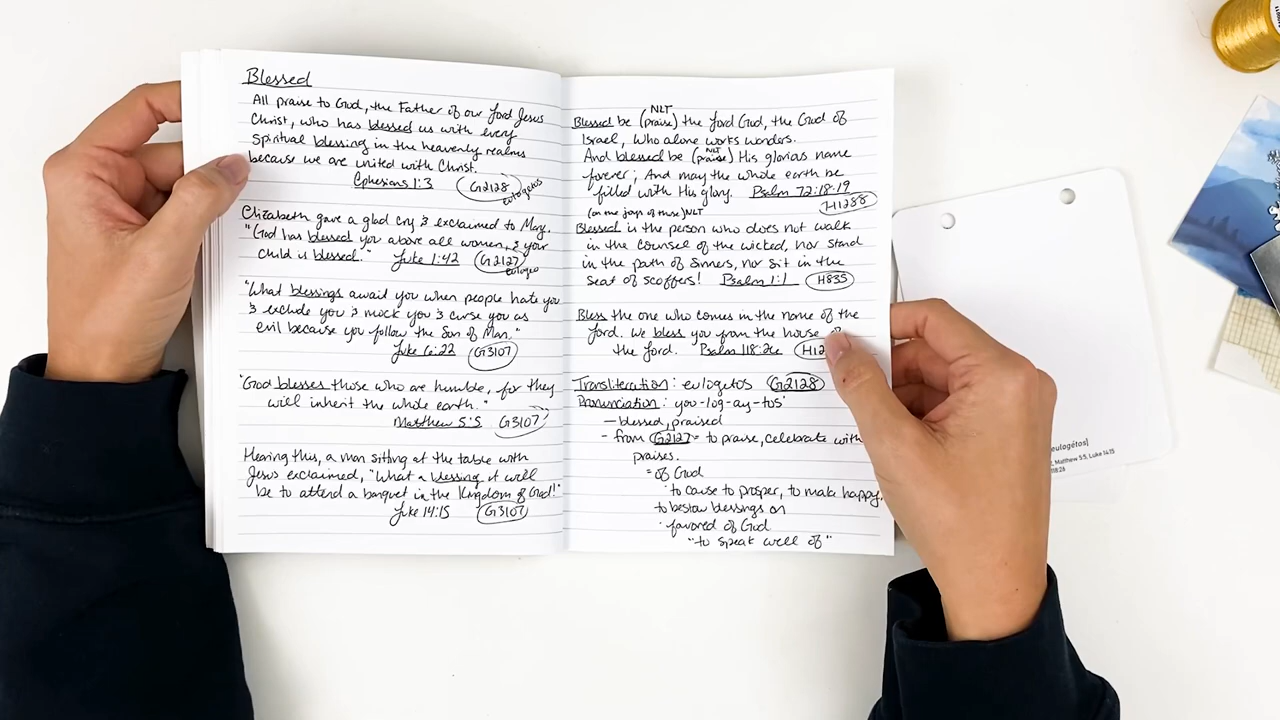 Blessed
All praise to God, the Father of our Lord Jesus
Christ, who has blessed us with every
spiritual blessing in the heavenly realms
because we are united with Christ.
Ephesians 1:3 G2128
eulogétos
Elizabeth gave a glad cry & exclaimed to Mary,
"God has blessed you above all women, & your
child is blessed." Luke 1:42 G2127
eulogeo
"What blessings await you when people hate you
& exclude you & mock you & curse you as
evil because you follow the Son of Man."
Luke 6:22 G3107
"God blesses those who are humble, for they
will inherit the whole earth."
Matthew 5:5 G3107
Hearing this, a man sitting at the table with
Jesus exclaimed, "What a blessing it will
be to attend a banquet in the Kingdom of God!"
Luke 14:15 G3107
NLT
Blessed be (praise) the Lord God, the God of
Israel, Who alone works wonders.
NLT
And blessed be (praise) His glorious name
forever; And may the whole earth be
filled with His glory. Psalm 72:18-19
H1288
(on the joys of those) NLT
Blessed is the person who does not walk
in the counsel of the wicked, nor stand
in the path of sinners, nor sit in the
seat of scoffers! Psalm 1:1 H835
Bless the one who comes in the name of the
Lord. We bless you from the house of
the Lord. Psalm 118:26 H12
Transliteration: eulogetos G2128
Pronunciation: yoo-log-ay-tos'
- blessed, praised
- from G2127 = to praise, celebrate with
praises.
= of God
· to cause to prosper, to make happy,
to bestow blessings on
· favored of God
"to speak well of"
eulogétos]
, Matthew 5:5, Luke 14:15
118:26